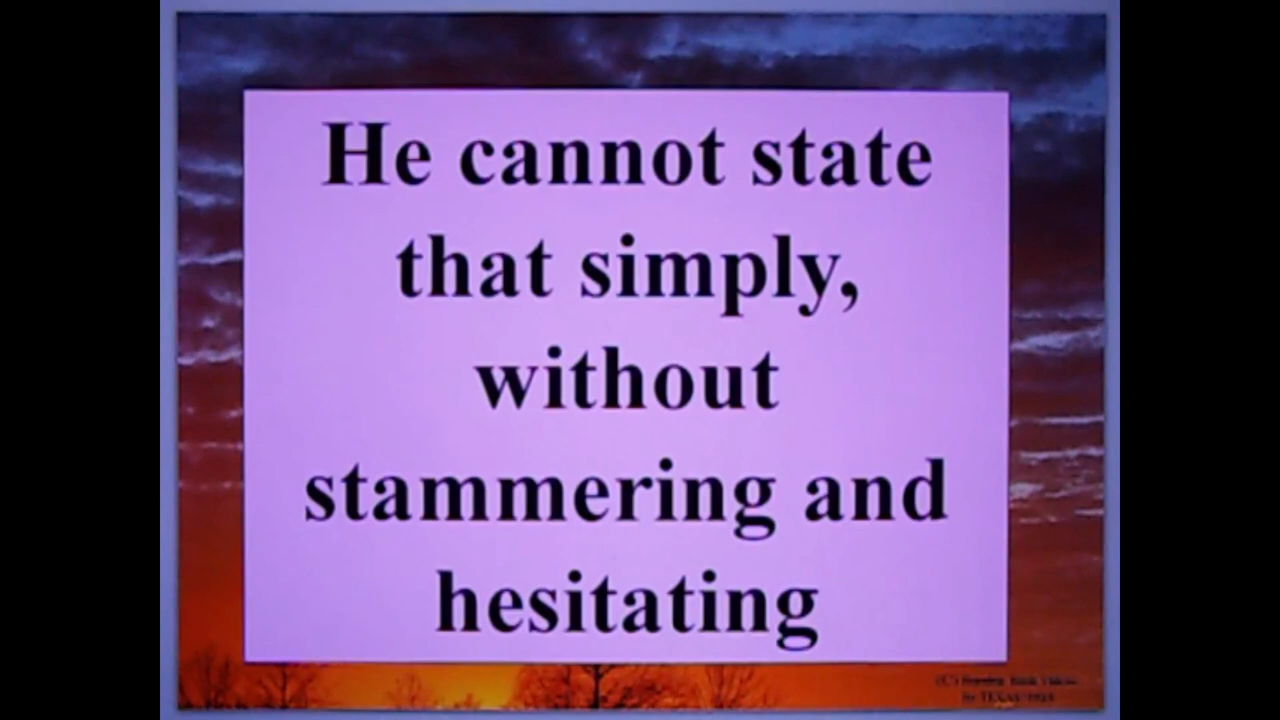 He cannot state
that simply,
without
stammering and
hesitating